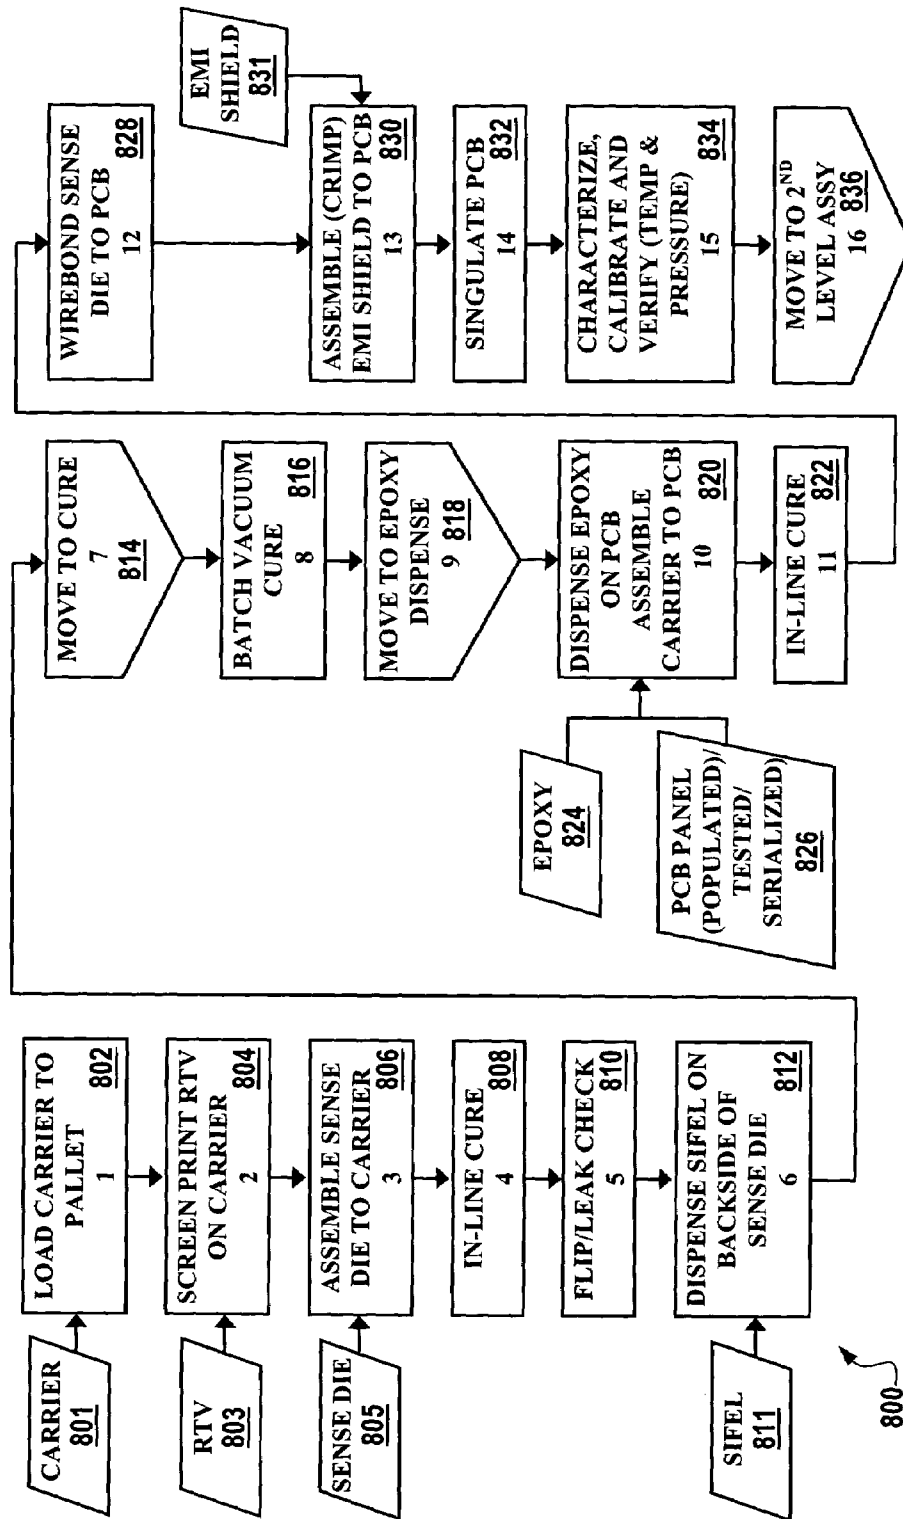 CARRIER
801
LOAD CARRIER TO
PALLET
1
802
RTV
803
SCREEN PRINT RTV
ON CARRIER
2
804
SENSE DIE
805
ASSEMBLE SENSE
DIE TO CARRIER
3
806
IN-LINE CURE
4
808
FLIP/LEAK CHECK
5
810
SIFEL
811
DISPENSE SIFEL ON
BACKSIDE OF
SENSE DIE
6
812
MOVE TO CURE
7
814
BATCH VACUUM
CURE
8
816
MOVE TO EPOXY
DISPENSE
9
818
EPOXY
824
PCB PANEL
(POPULATED)/
TESTED/
SERIALIZED)
826
DISPENSE EPOXY
ON PCB
ASSEMBLE
CARRIER TO PCB
10
820
IN-LINE CURE
11
822
WIREBOND SENSE
DIE TO PCB
12
828
EMI
SHIELD
831
ASSEMBLE (CRIMP)
EMI SHIELD TO PCB
13
830
SINGULATE PCB
14
832
CHARACTERIZE,
CALIBRATE AND
VERIFY (TEMP &
PRESSURE)
15
834
MOVE TO 2ND
LEVEL ASSY
16
836
800